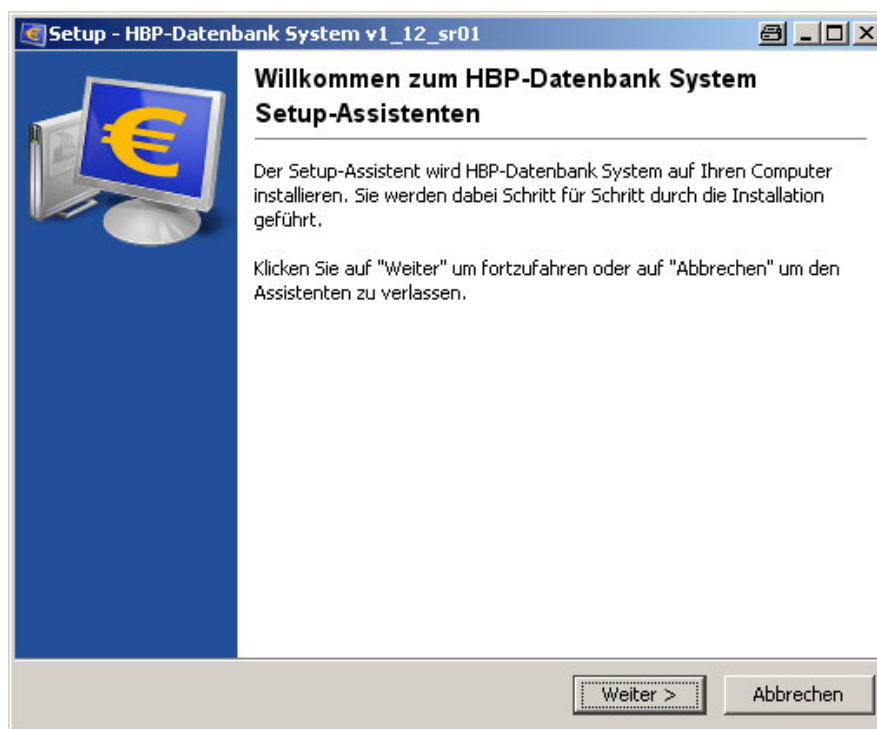 Setup - HBP-Datenbank System v1_12_sr01
Willkommen zum HBP-Datenbank System
Setup-Assistenten
Der Setup-Assistent wird HBP-Datenbank System auf Ihren Computer
installieren. Sie werden dabei Schritt für Schritt durch die Installation
geführt.
Klicken Sie auf "Weiter" um fortzufahren oder auf "Abbrechen" um den
Assistenten zu verlassen.
Weiter >
Abbrechen